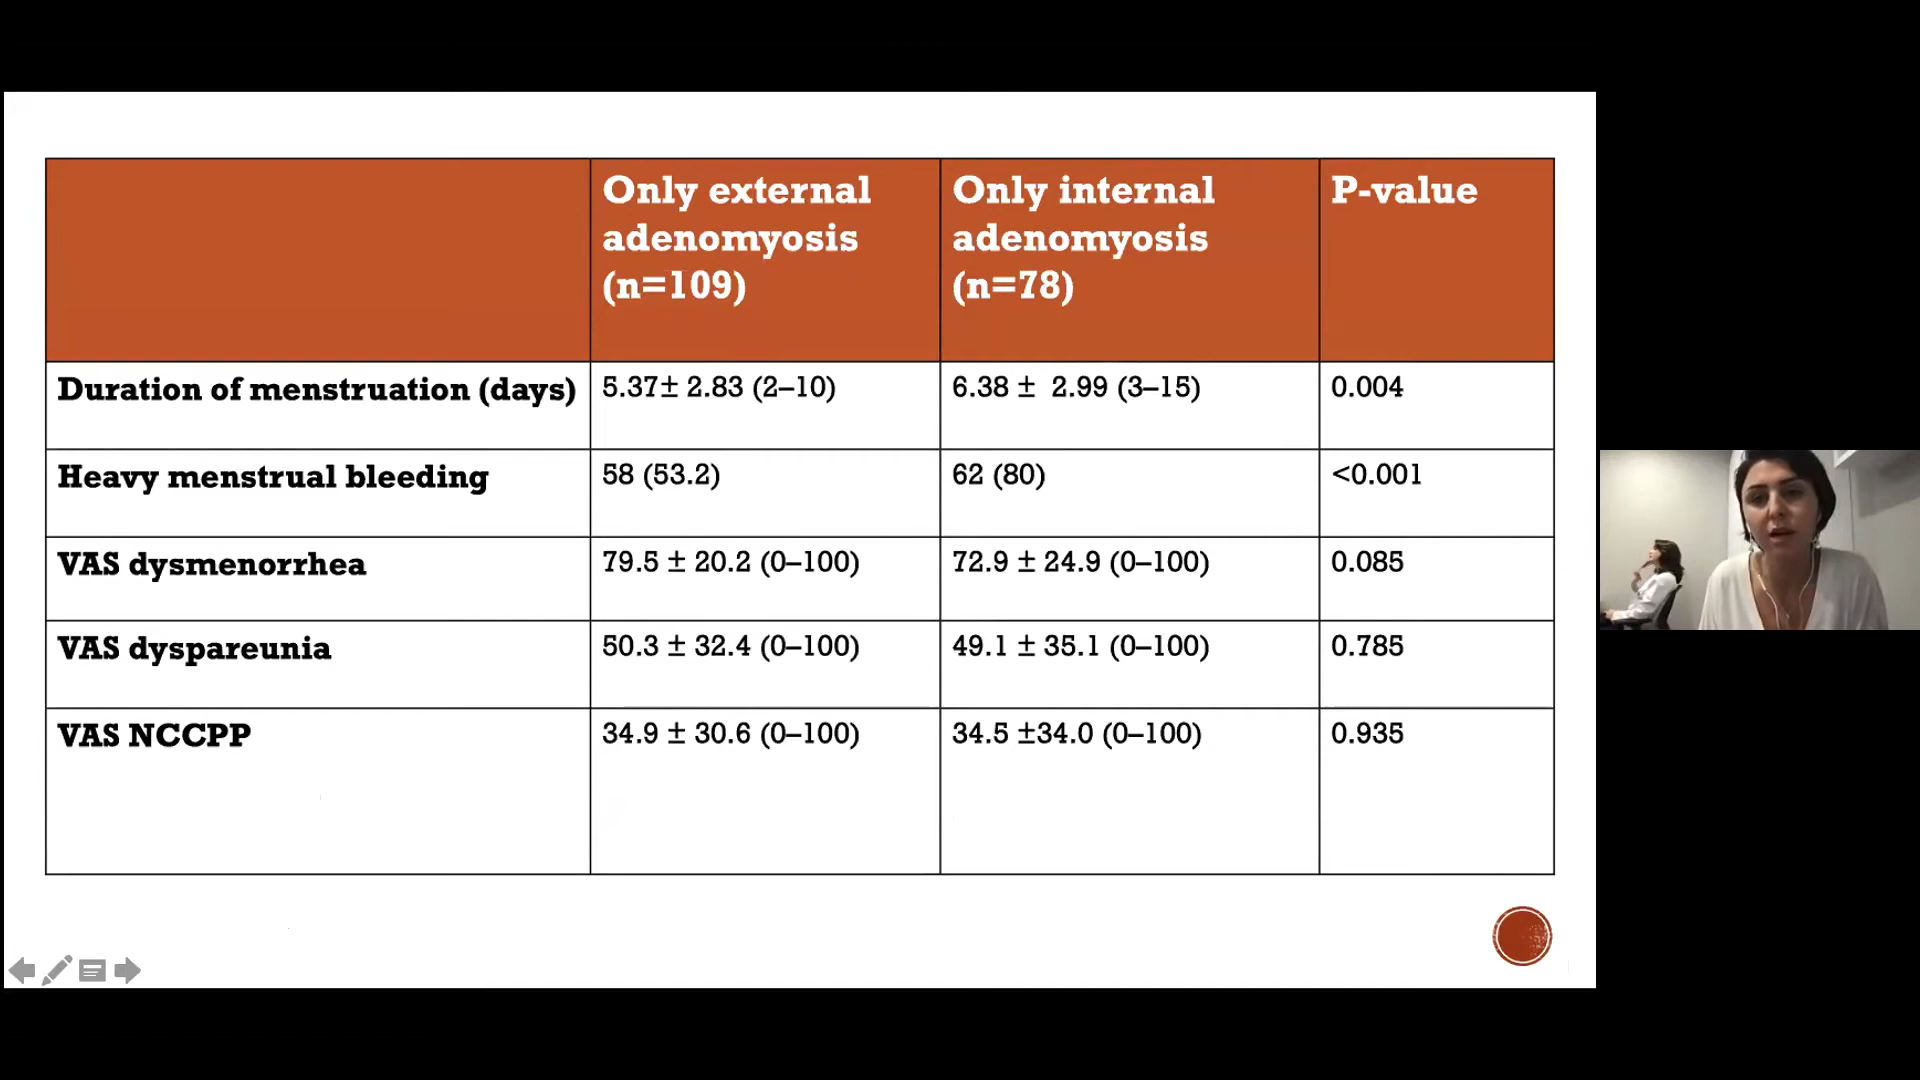 Only external
adenomyosis
(n=109)
Only internal
adenomyosis
(n=78)
P-value
Duration of menstruation (days)
5.37± 2.83 (2–10)
6.38 ±  2.99 (3–15)
0.004
Heavy menstrual bleeding
58 (53.2)
62 (80)
<0.001
VAS dysmenorrhea
79.5 ± 20.2 (0–100)
72.9 ± 24.9 (0–100)
0.085
VAS dyspareunia
50.3 ± 32.4 (0–100)
49.1 ± 35.1 (0–100)
0.785
VAS NCCPP
34.9 ± 30.6 (0–100)
34.5 ±34.0 (0–100)
0.935